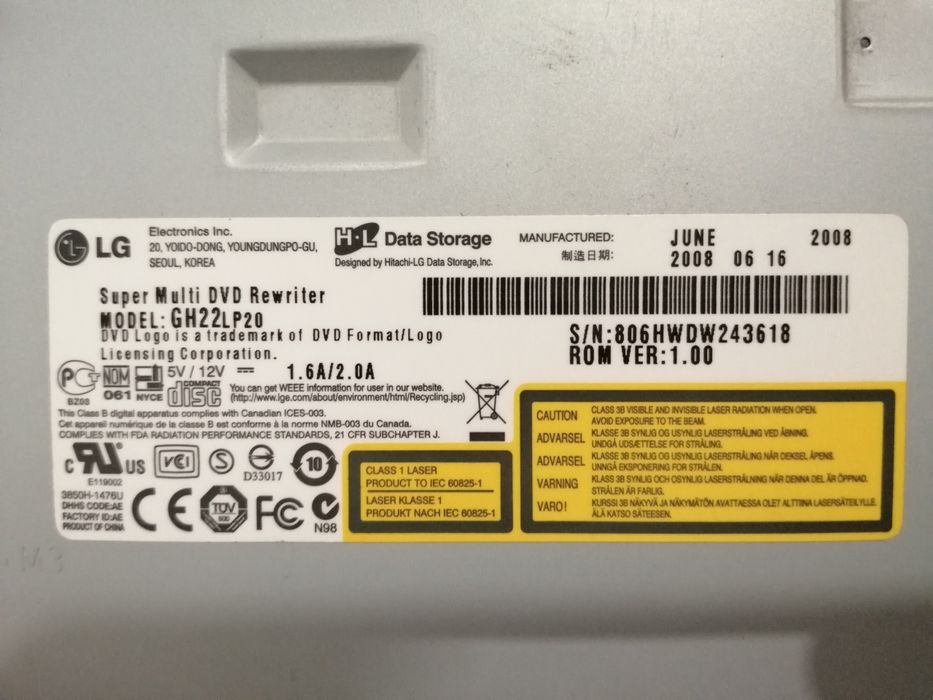 LG
Electronics Inc.
20, YOIDO-DONG, YOUNGDUNGPO-GU,
SEOUL, KOREA
H·L Data Storage
Designed by Hitachi-LG Data Storage, Inc.
MANUFACTURED: JUNE 2008
制造日期: 2008 06 16
Super Multi DVD Rewriter
MODEL: GH22LP20
DVD Logo is a trademark of DVD Format/Logo
Licensing Corporation.
S/N:806HWDW243618
ROM VER:1.00
5V / 12V 1.6A/2.0A
BZ03
NOM
061
NYCE
COMPACT
disc
You can get WEEE information for user in our website.
(http://www.lge.com/about/environment/html/Recycling.jsp)
This Class B digital apparatus complies with Canadian ICES-003.
Cet appareil numérique de la classe B est conforme à la norme NMB-003 du Canada.
COMPLIES WITH FDA RADIATION PERFORMANCE STANDARDS, 21 CFR SUBCHAPTER J.
c RU US
E119002
VCI
S
D33017
10
3850H-1476U
DHHS CODE:AE
FACTORY ID:AE
PRODUCT OF CHINA
CE
TÜV
FC
N98
CLASS 1 LASER
PRODUCT TO IEC 60825-1
LASER KLASSE 1
PRODUKT NACH IEC 60825-1
CAUTION CLASS 3B VISIBLE AND INVISIBLE LASER RADIATION WHEN OPEN.
AVOID EXPOSURE TO THE BEAM.
ADVARSEL KLASSE 3B SYNLIG OG USYNLIG LASERSTRÅLING VED ÅBNING.
UNDGÅ UDSÆTTELSE FOR STRÅLING.
ADVARSEL KLASSE 3B SYNLIG OG USYNLIG LASERSTRÅLING NÅR DEKSEL ÅPENS.
UNNGÅ EKSPONERING FOR STRÅLEN.
VARNING KLASS 3B SYNLIG OCH OSYNLIG LASERSTRÅLNING NÄR DENNA DEL ÄR ÖPPNAD.
STRÅLEN ÄR FARLIG.
VARO! KURSSI 3B NÄKYVÄ JA NÄKYMÄTÖN AVATTAESSA OLET ALTTIINA LASERSÄTEILYLLE.
ÄLÄ KATSO SÄTEESEEN.